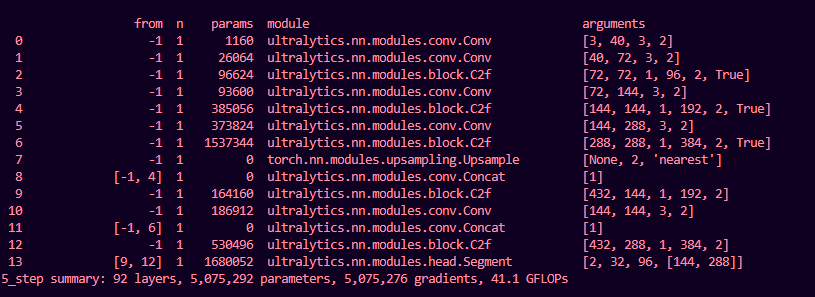 from n params module arguments
0 -1 1 1160 ultralytics.nn.modules.conv.Conv [3, 40, 3, 2]
1 -1 1 26064 ultralytics.nn.modules.conv.Conv [40, 72, 3, 2]
2 -1 1 96624 ultralytics.nn.modules.block.C2f [72, 72, 1, 96, 2, True]
3 -1 1 93600 ultralytics.nn.modules.conv.Conv [72, 144, 3, 2]
4 -1 1 385056 ultralytics.nn.modules.block.C2f [144, 144, 1, 192, 2, True]
5 -1 1 373824 ultralytics.nn.modules.conv.Conv [144, 288, 3, 2]
6 -1 1 1537344 ultralytics.nn.modules.block.C2f [288, 288, 1, 384, 2, True]
7 -1 1 0 torch.nn.modules.upsampling.Upsample [None, 2, 'nearest']
8 [-1, 4] 1 0 ultralytics.nn.modules.conv.Concat [1]
9 -1 1 164160 ultralytics.nn.modules.block.C2f [432, 144, 1, 192, 2]
10 -1 1 186912 ultralytics.nn.modules.conv.Conv [144, 144, 3, 2]
11 [-1, 6] 1 0 ultralytics.nn.modules.conv.Concat [1]
12 -1 1 530496 ultralytics.nn.modules.block.C2f [432, 288, 1, 384, 2]
13 [9, 12] 1 1680052 ultralytics.nn.modules.head.Segment [2, 32, 96, [144, 288]]
5_step summary: 92 layers, 5,075,292 parameters, 5,075,276 gradients, 41.1 GFLOPs